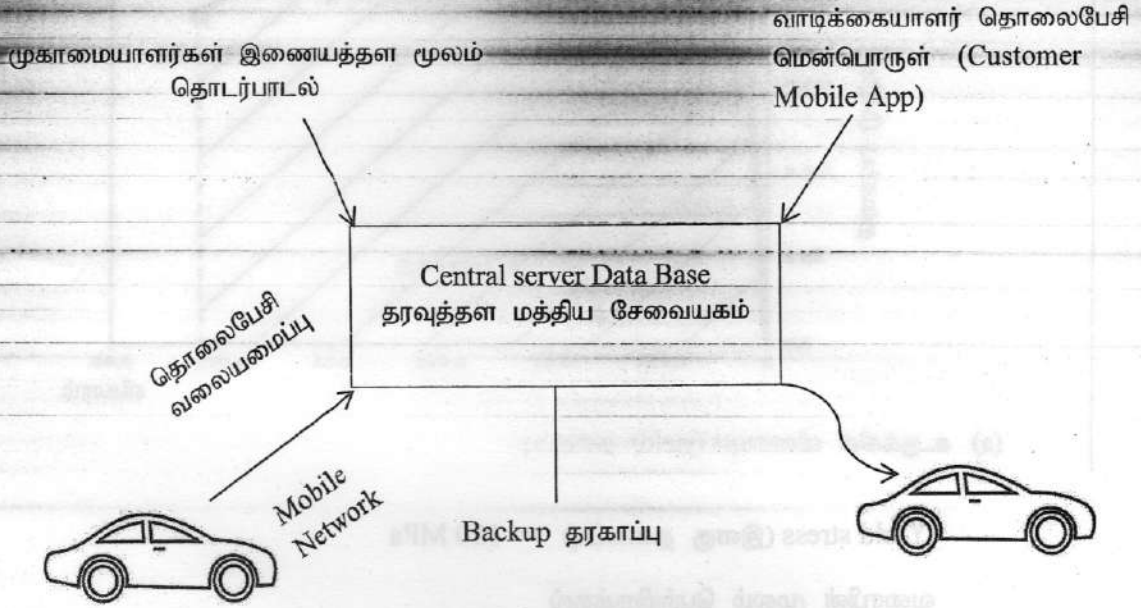 முகாமையாளர்கள் இணையத்தள மூலம்
தொடர்பாடல்
வாடிக்கையாளர் தொலைபேசி
மென்பொருள் (Customer
Mobile App)
Central server Data Base
தரவுத்தள மத்திய சேவையகம்
தொலைபேசி
வலையமைப்பு
Mobile
Network
Backup தரகாப்பு